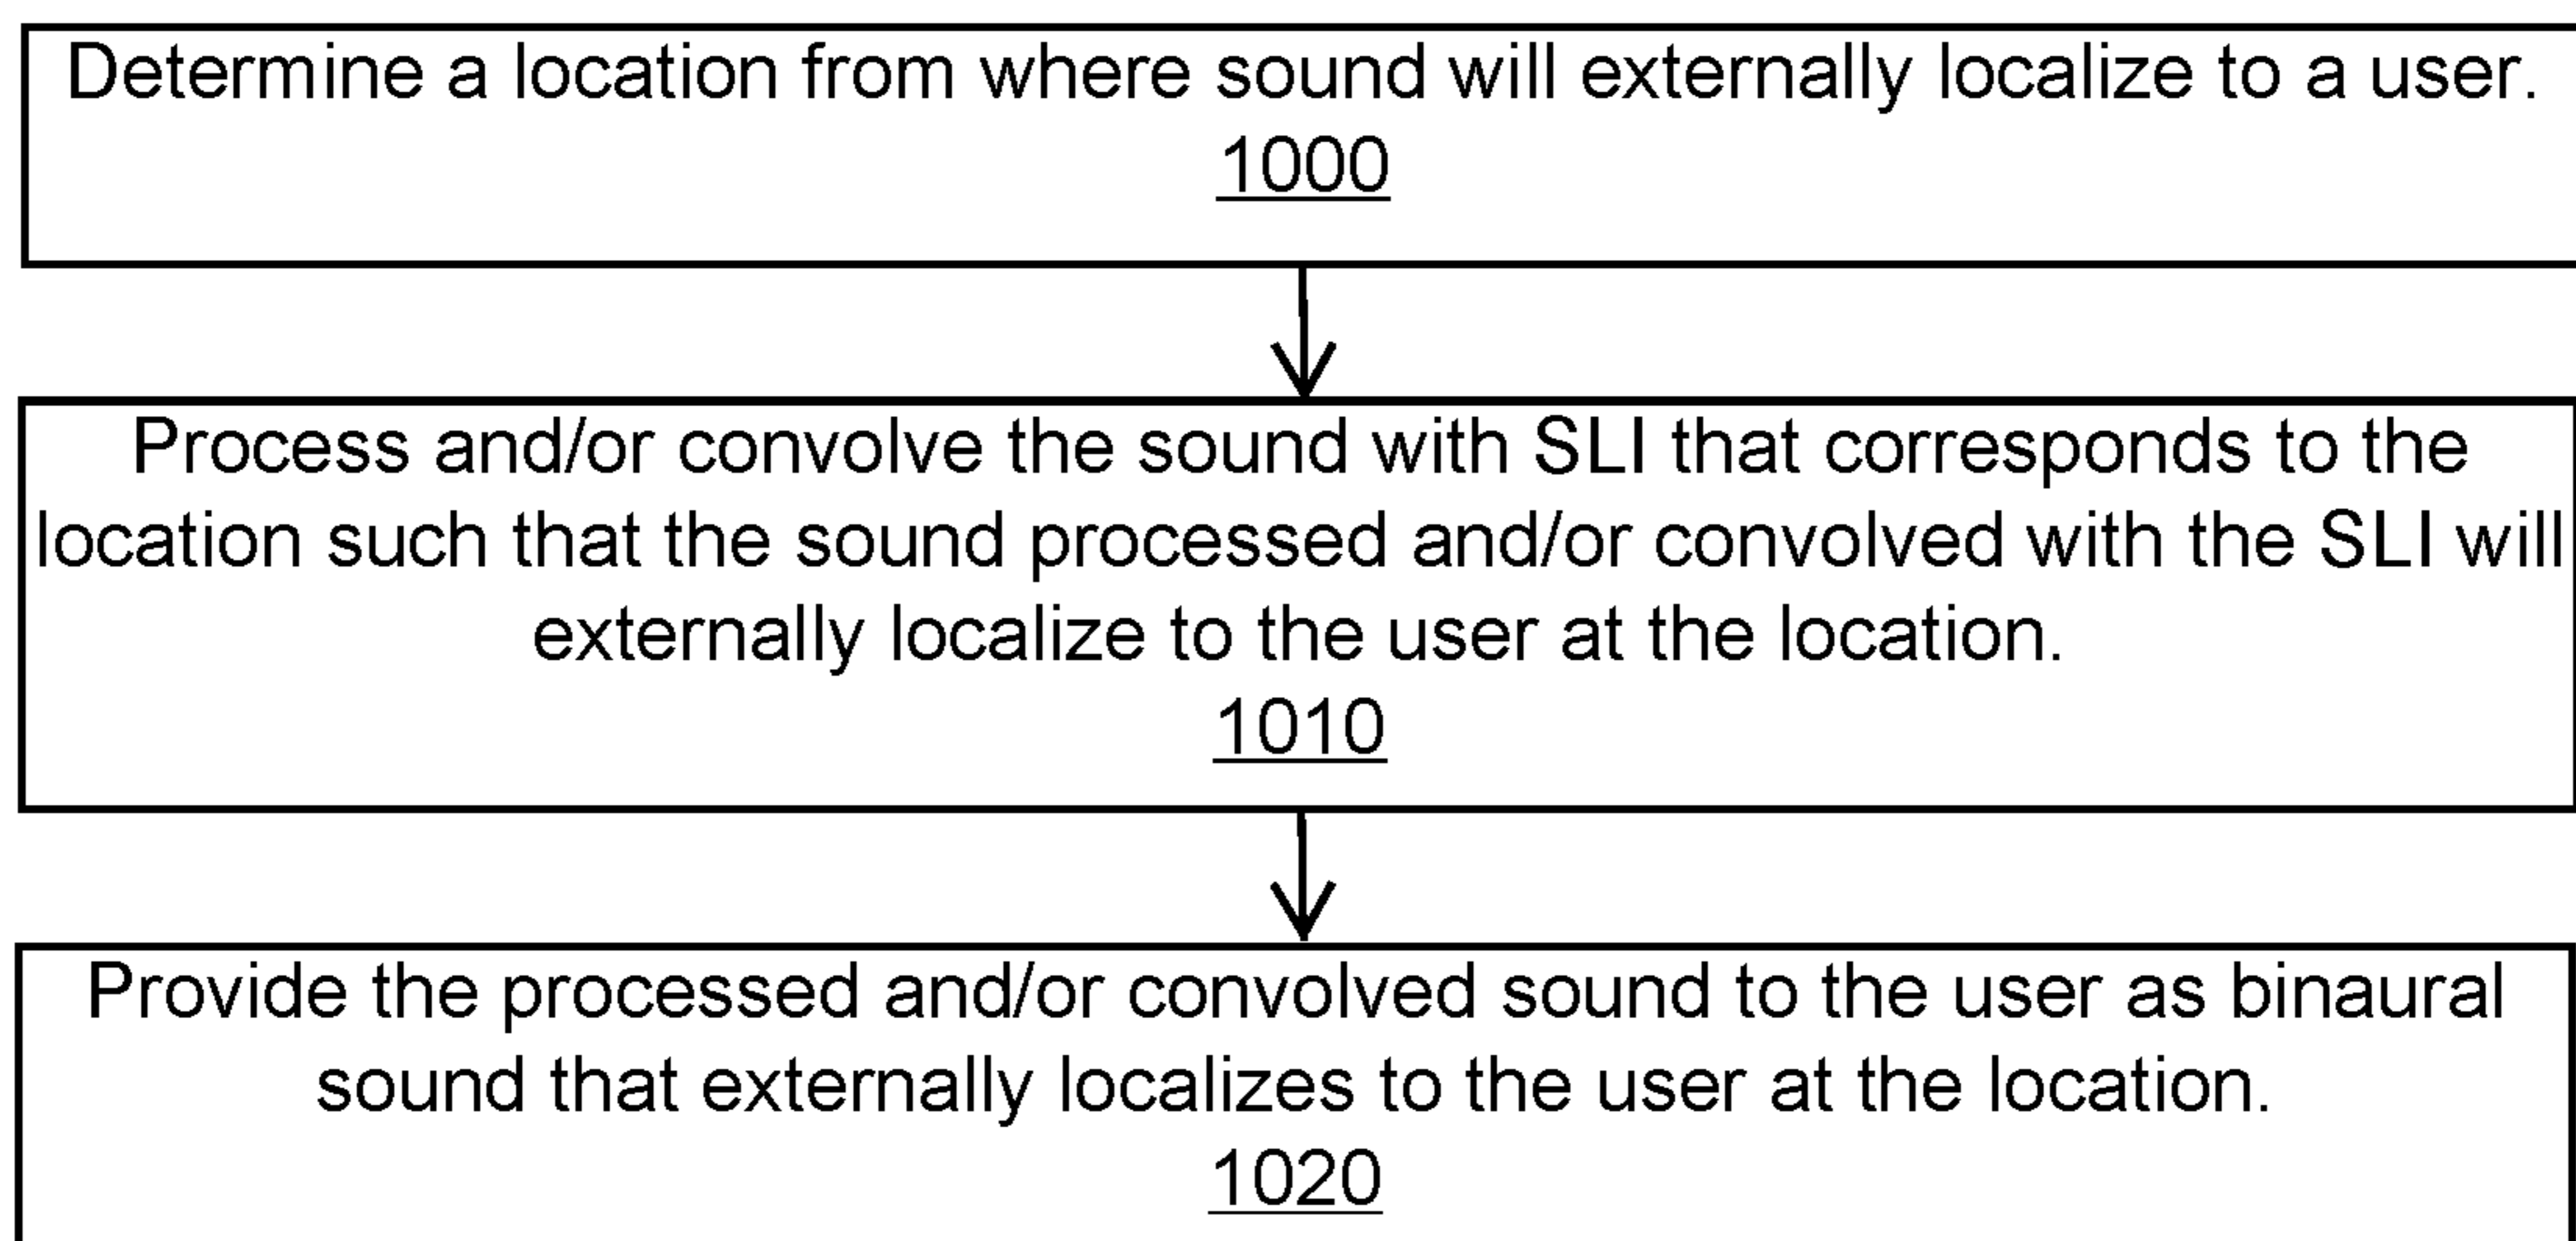 Determine a location from where sound will externally localize to a user.
1000
Process and/or convolve the sound with SLI that corresponds to the
location such that the sound processed and/or convolved with the SLI will
externally localize to the user at the location.
1010
Provide the processed and/or convolved sound to the user as binaural
sound that externally localizes to the user at the location.
1020